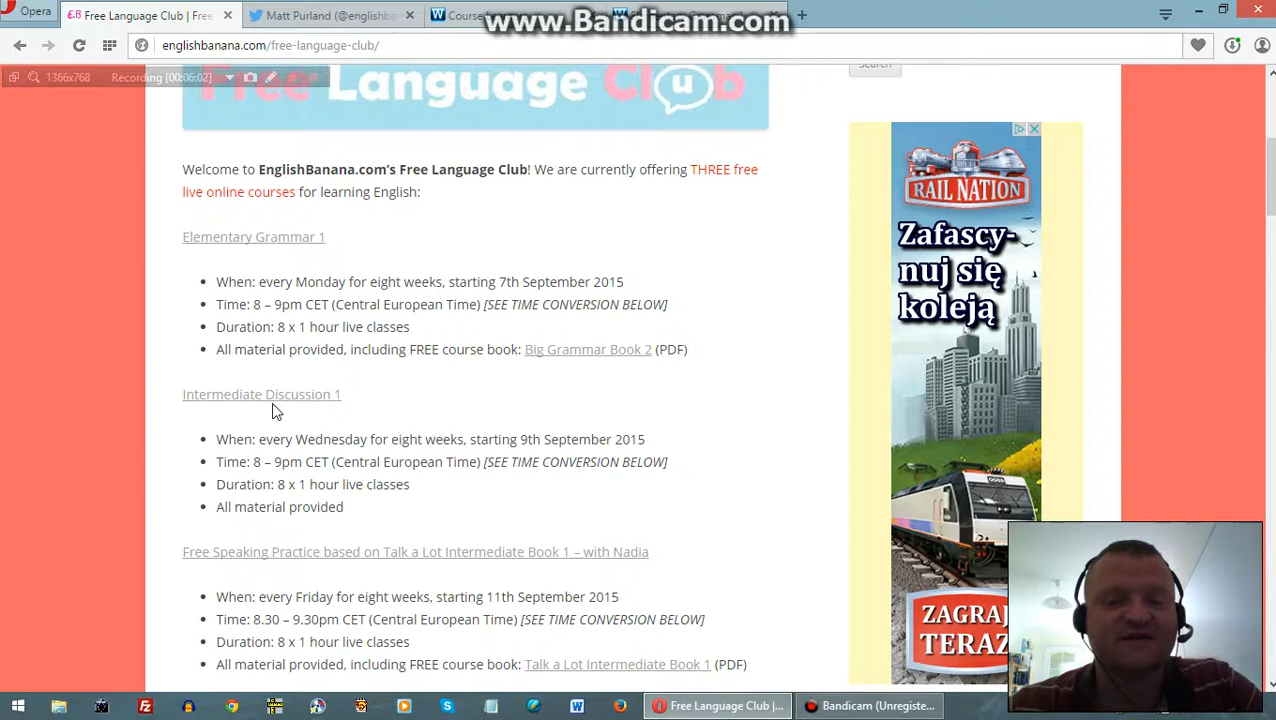 Opera
Free Language Club | Free
Matt Purland (@englishba
Course
www.Bandicam.com
englishbanana.com/free-language-club/
1366x768
Recording [00:06:02]
Free Language Club
Search
Welcome to EnglishBanana.com's Free Language Club! We are currently offering THREE free
live online courses for learning English:
Elementary Grammar 1
When: every Monday for eight weeks, starting 7th September 2015
Time: 8 – 9pm CET (Central European Time) [SEE TIME CONVERSION BELOW]
Duration: 8 x 1 hour live classes
All material provided, including FREE course book: Big Grammar Book 2 (PDF)
Intermediate Discussion 1
When: every Wednesday for eight weeks, starting 9th September 2015
Time: 8 – 9pm CET (Central European Time) [SEE TIME CONVERSION BELOW]
Duration: 8 x 1 hour live classes
All material provided
Free Speaking Practice based on Talk a Lot Intermediate Book 1 – with Nadia
When: every Friday for eight weeks, starting 11th September 2015
Time: 8.30 – 9.30pm CET (Central European Time) [SEE TIME CONVERSION BELOW]
Duration: 8 x 1 hour live classes
All material provided, including FREE course book: Talk a Lot Intermediate Book 1 (PDF)
RAIL NATION
Zafascy-
nuj się
koleją
ZAGRAJ
TERAZ
Free Language Club |...
Bandicam (Unregiste...